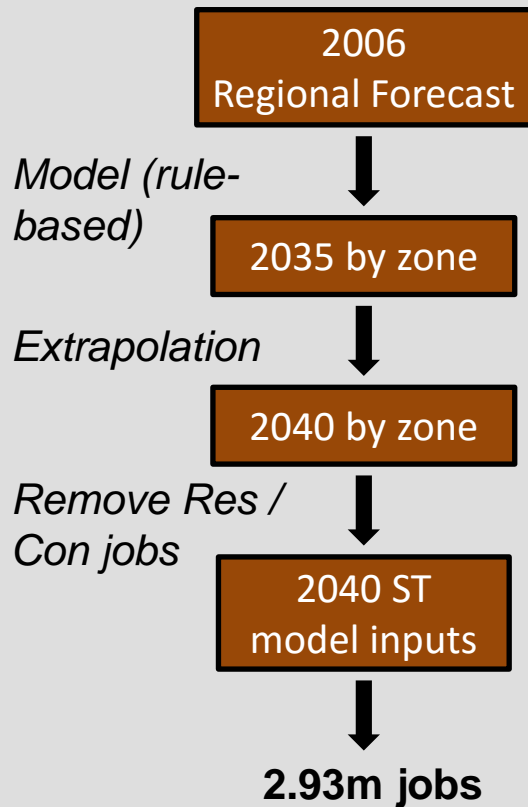 2006
Regional Forecast
Model (rule-
based)
2035 by zone
Extrapolation
2040 by zone
Remove Res /
Con jobs
2040 ST
model inputs
2.93m jobs